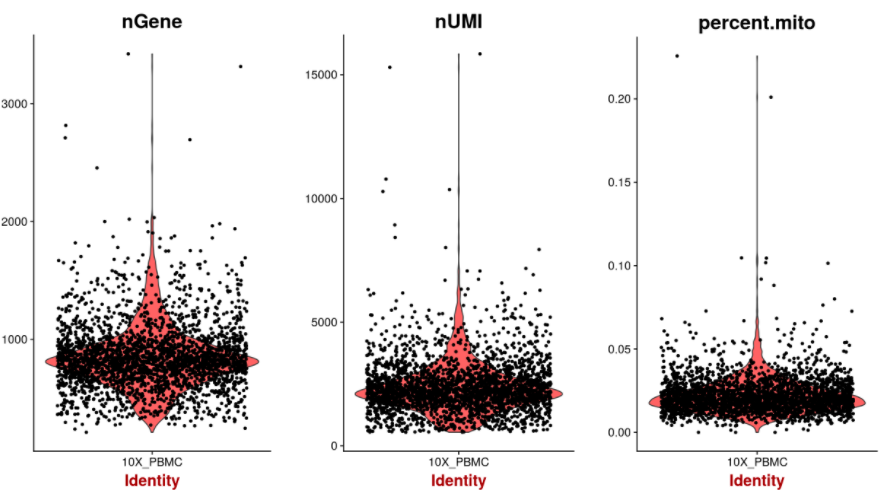 nGene
3000
2000
1000
10X_PBMC
Identity
nUMI
15000
10000
5000
0
10X_PBMC
Identity
percent.mito
0.20
0.15
0.10
0.05
0.00
10X_PBMC
Identity